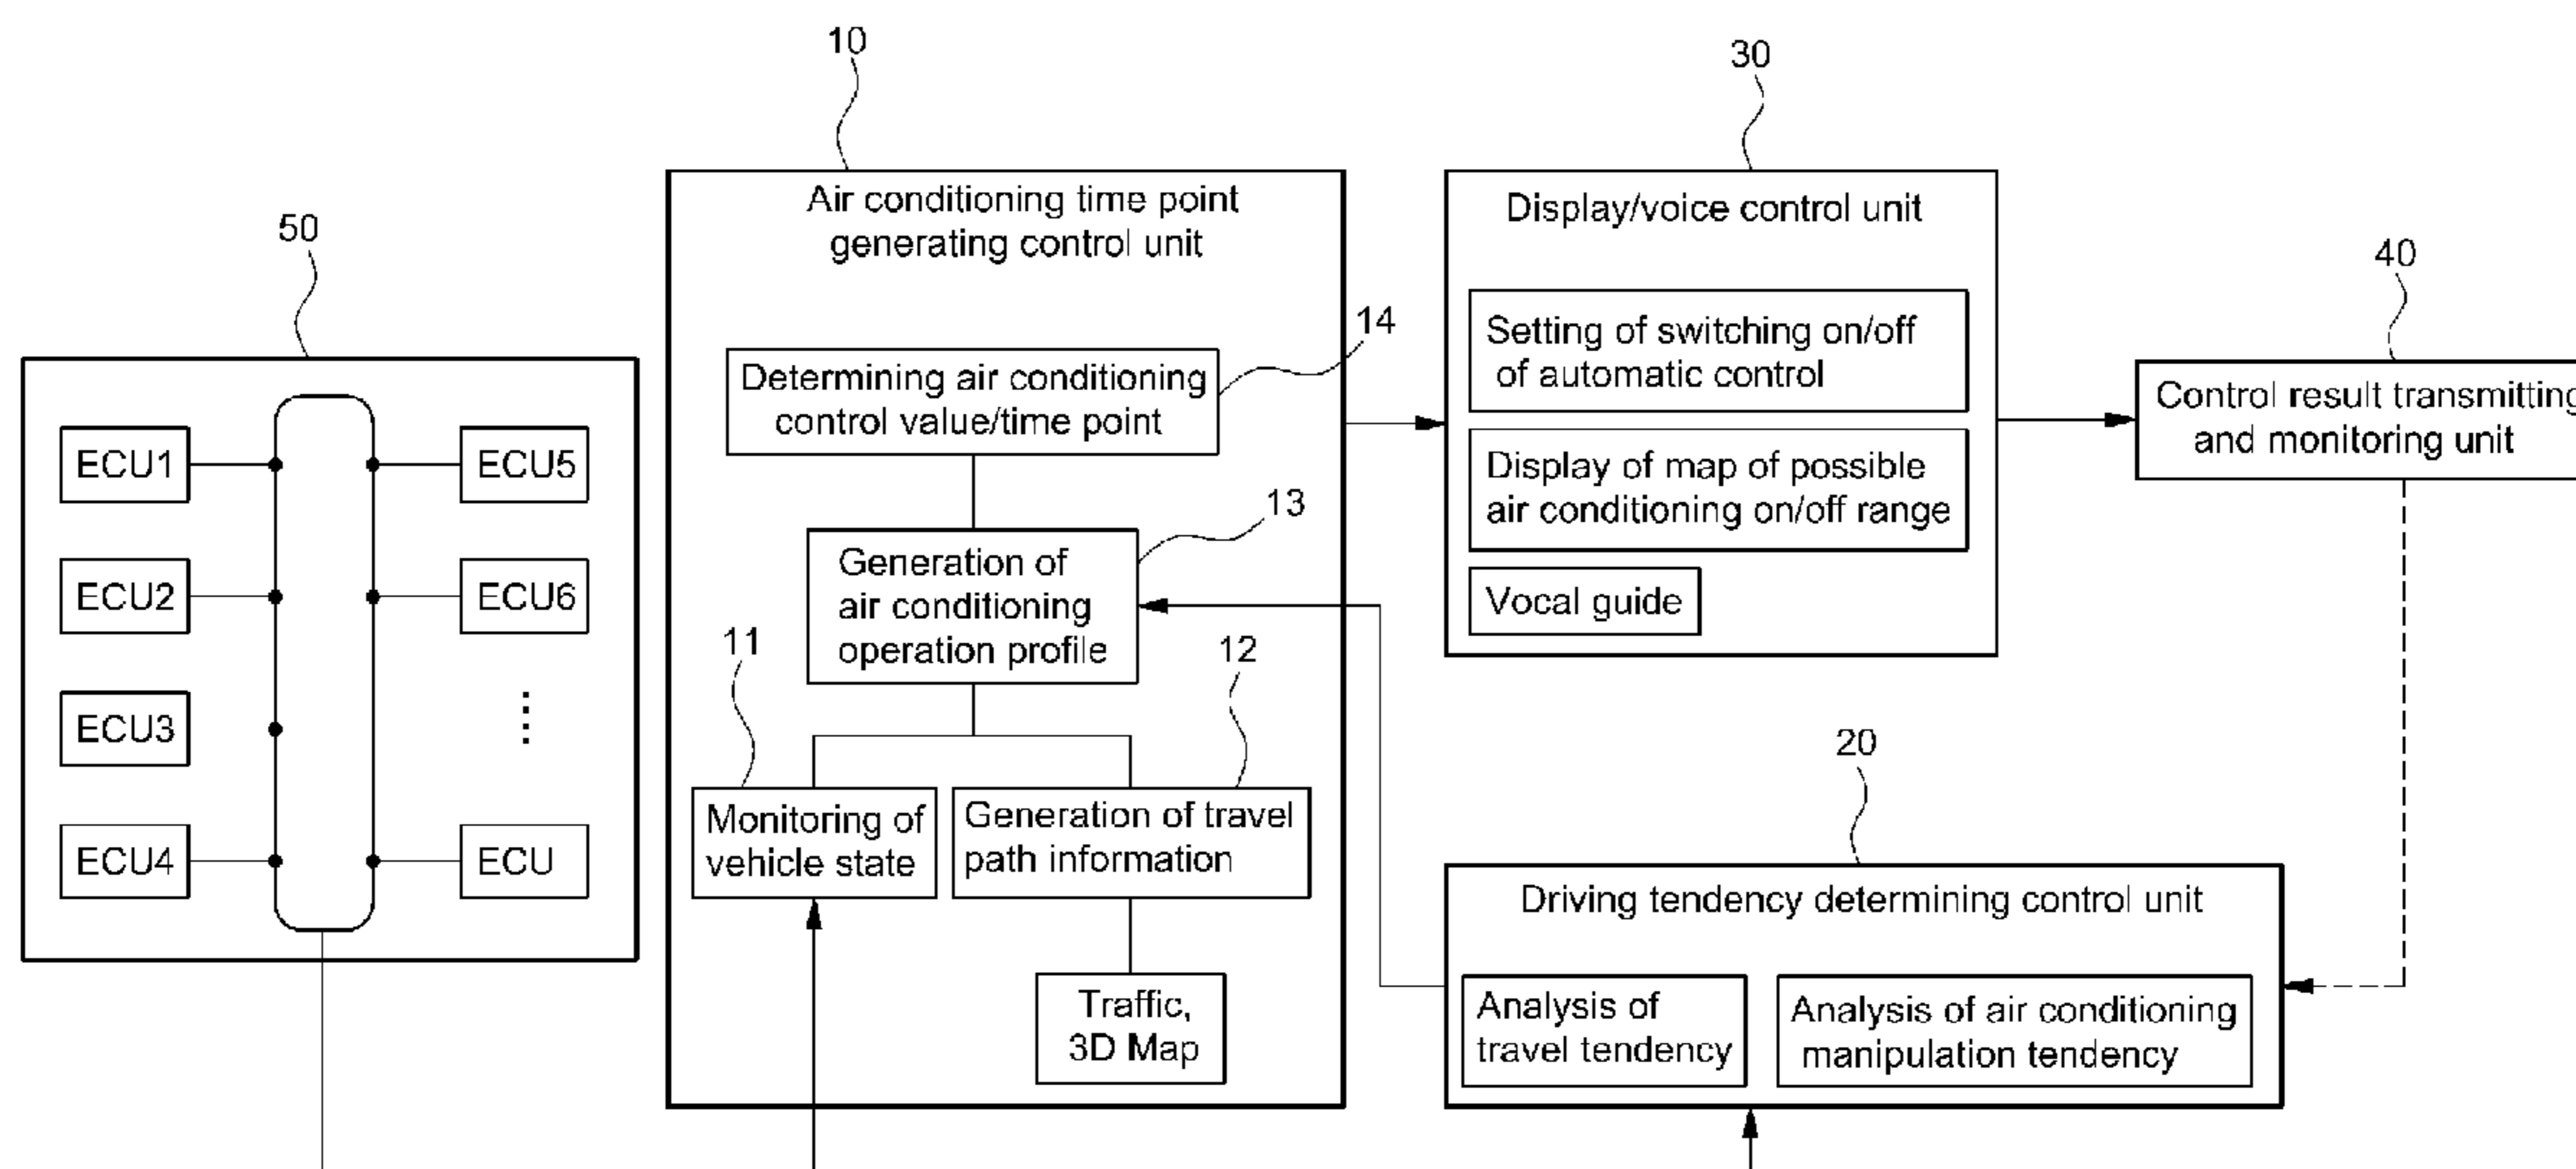 10
30
Air conditioning time point
generating control unit
Display/voice control unit
50
40
14
Setting of switching on/off
of automatic control
Determining air conditioning
control value/time point
Control result transmitting
and monitoring unit
ECU1
ECU5
Display of map of possible
air conditioning on/off range
13
Generation of
air conditioning
operation profile
ECU2
ECU6
Vocal guide
11
12
ECU3
20
Monitoring of
vehicle state
Generation of travel
path information
ECU4
ECU
Driving tendency determining control unit
Traffic,
3D Map
Analysis of
travel tendency
Analysis of air conditioning
manipulation tendency